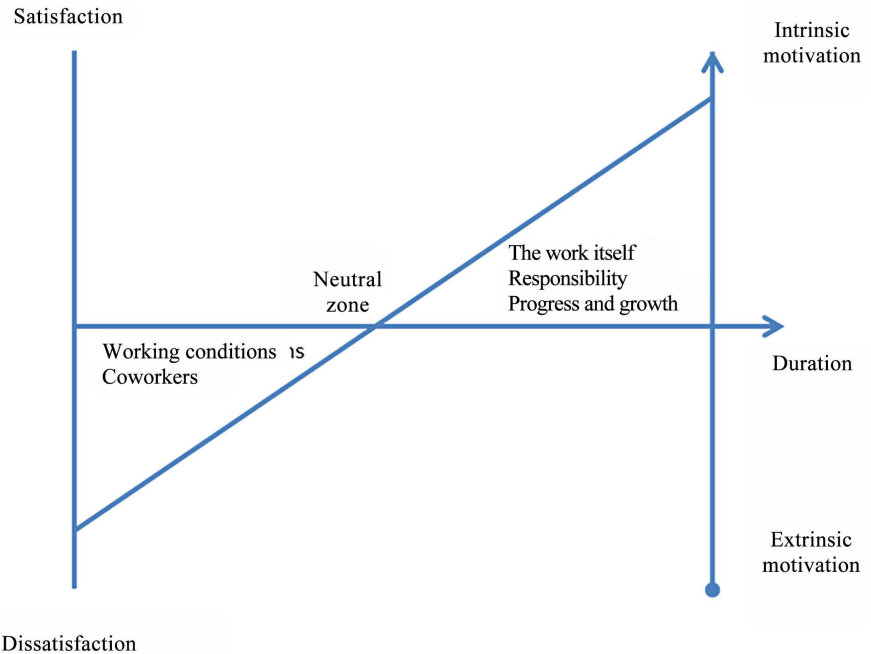 Satisfaction
Intrinsic
motivation
The work itself
Responsibility
Progress and growth
Neutral
zone
Working conditions ns
Coworkers
Duration
Extrinsic
motivation
Dissatisfaction